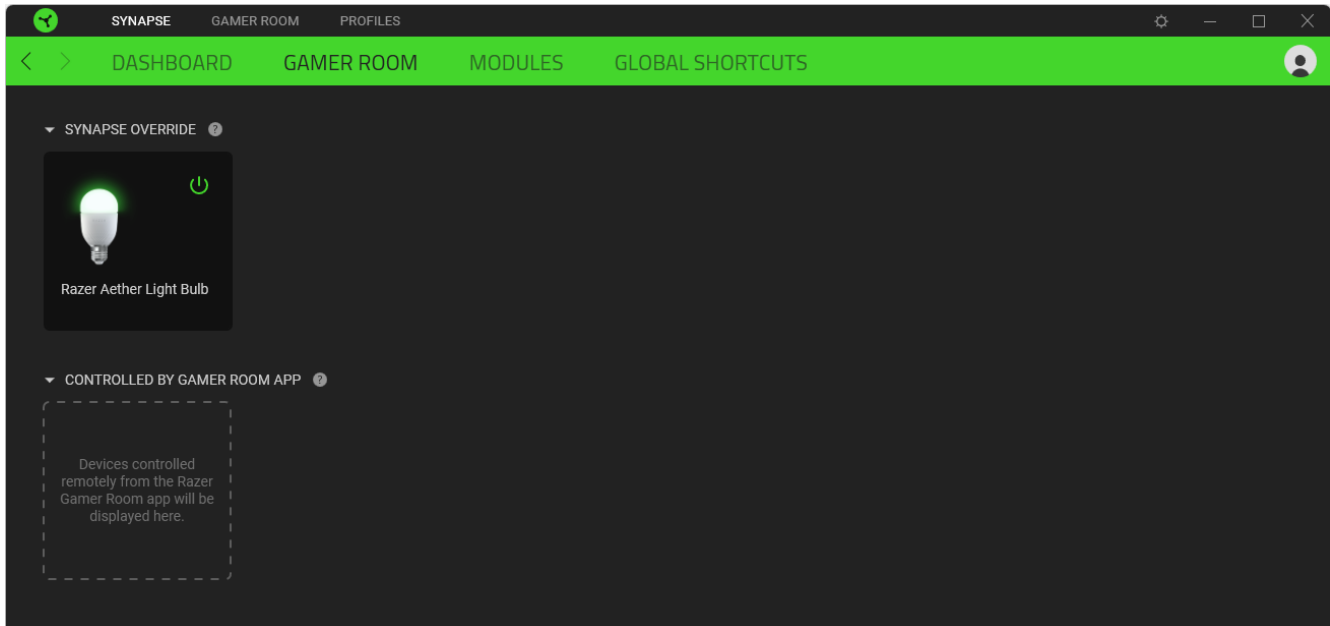 SYNAPSE GAMER ROOM PROFILES
DASHBOARD GAMER ROOM MODULES GLOBAL SHORTCUTS
SYNAPSE OVERRIDE ?
Razer Aether Light Bulb
CONTROLLED BY GAMER ROOM APP ?
Devices controlled
remotely from the Razer
Gamer Room app will be
displayed here.